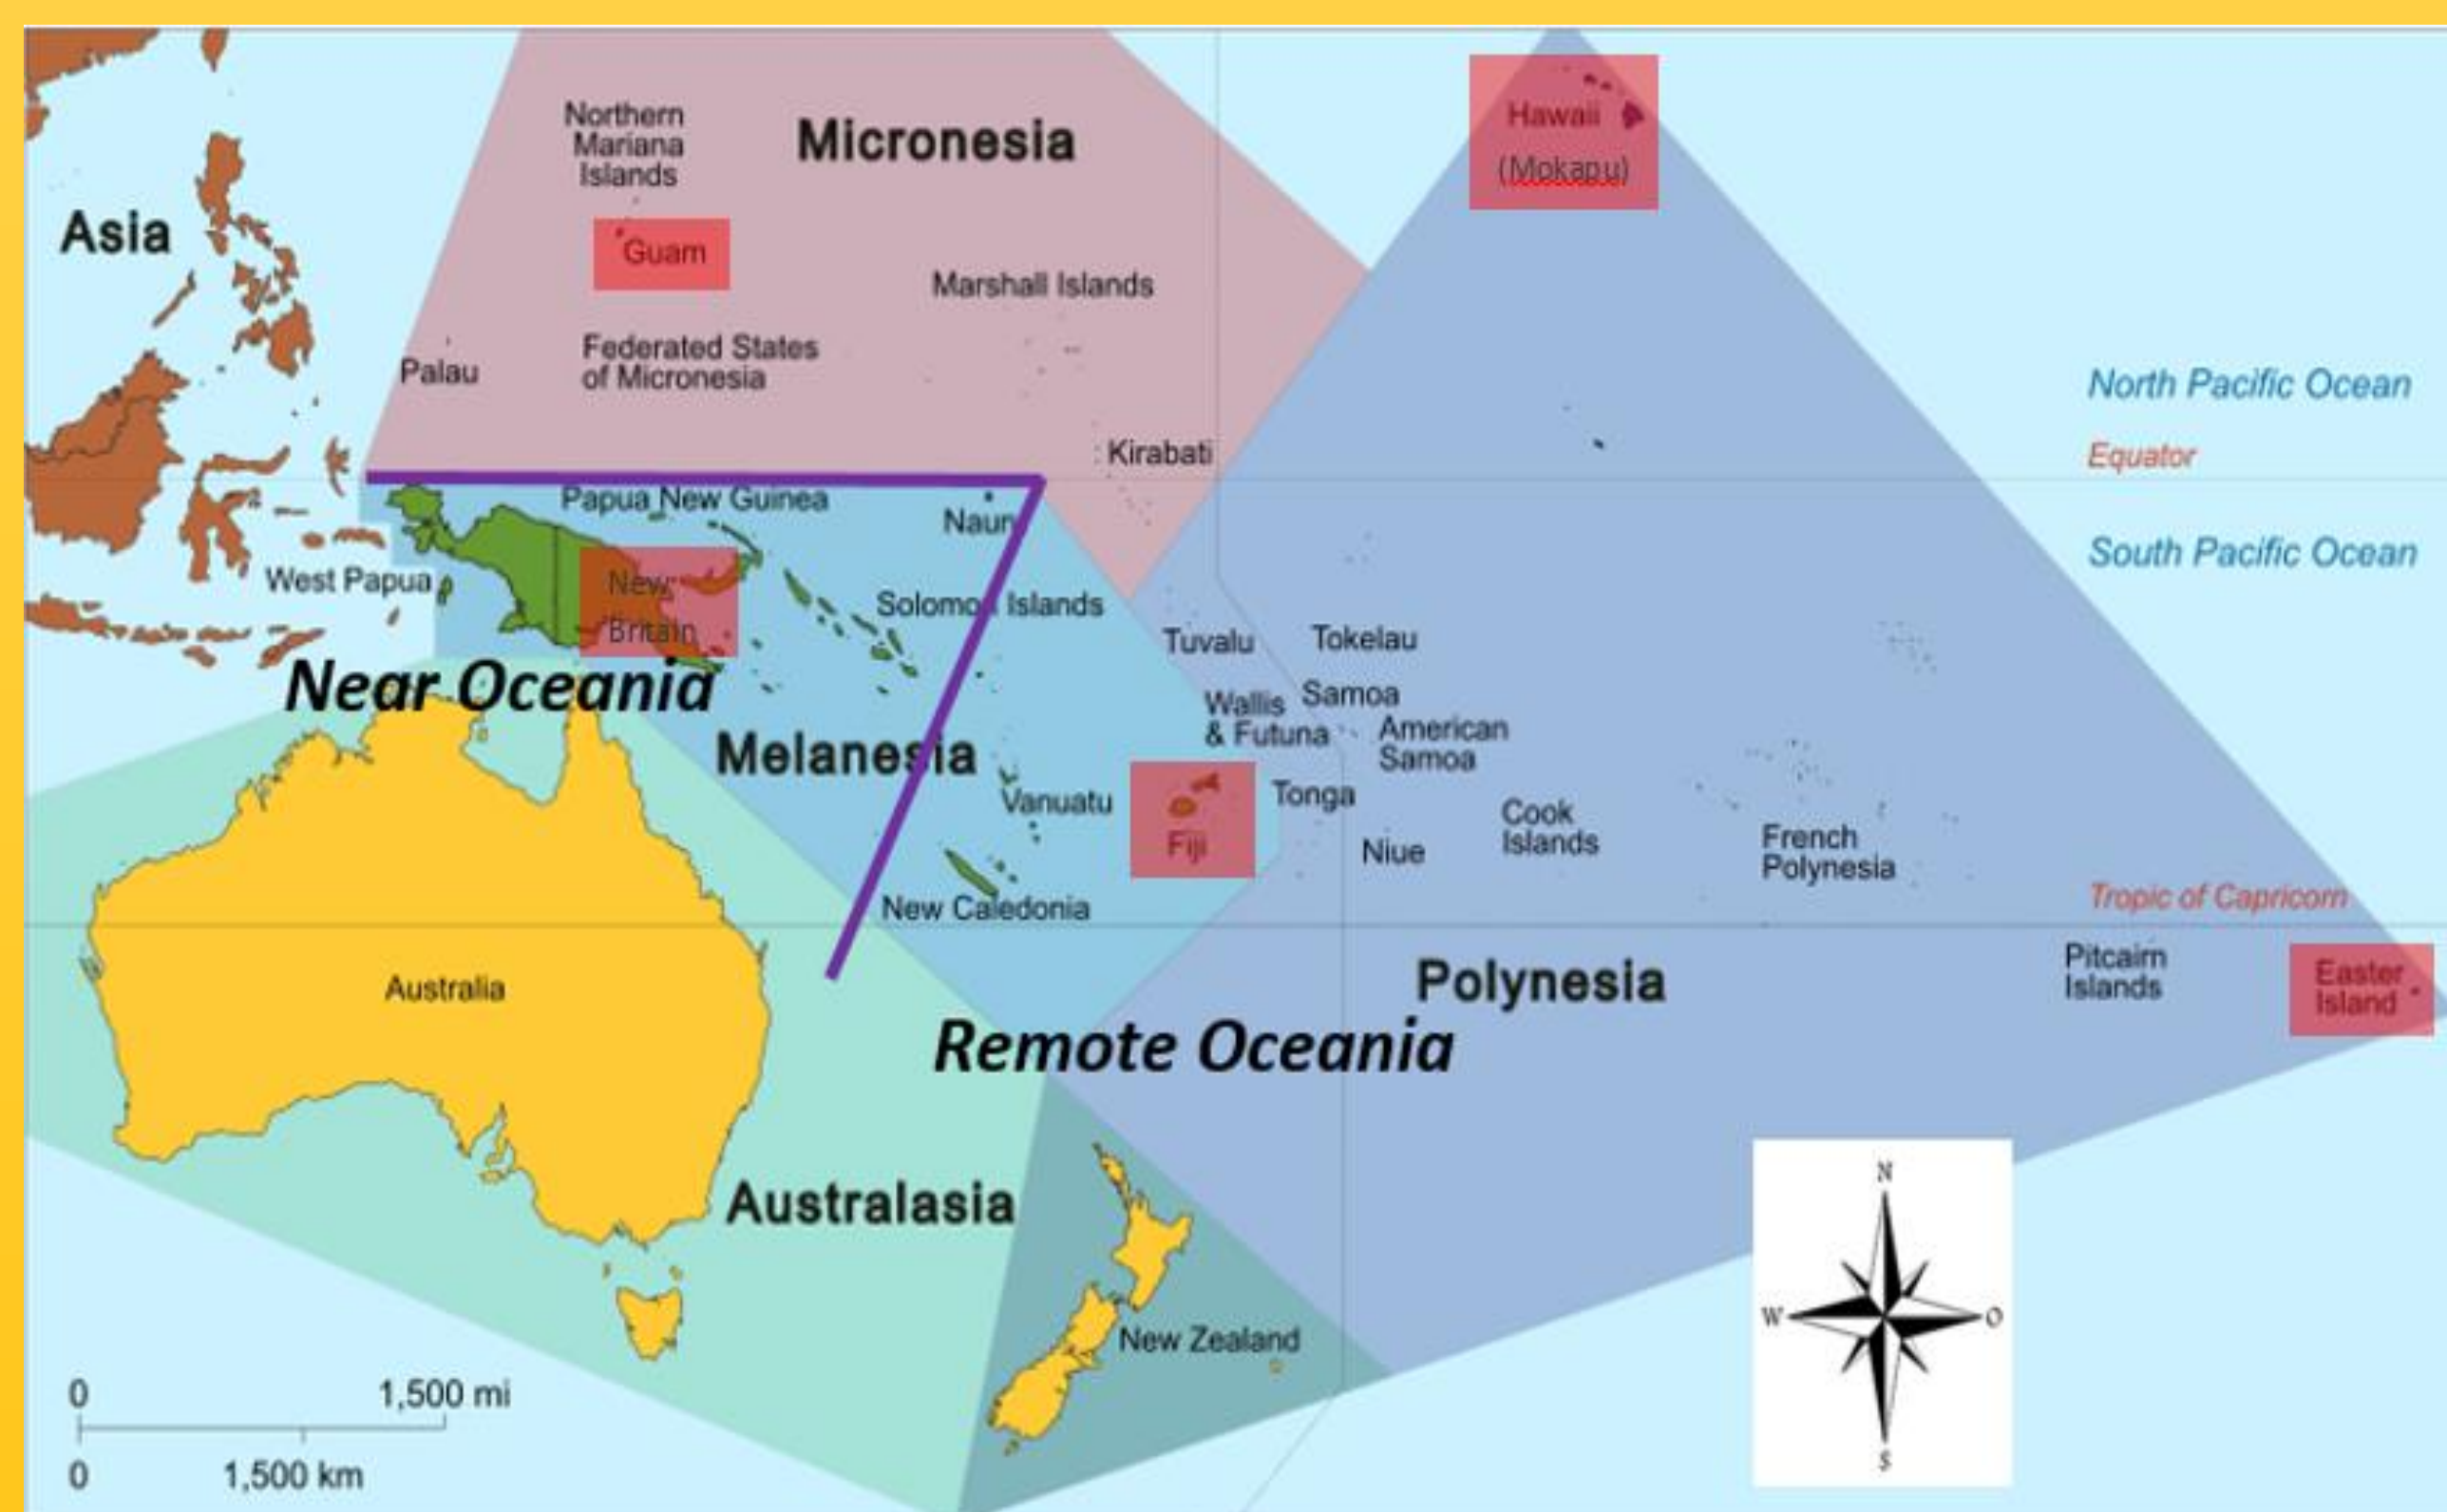 Northern
Mariana
Islands
Micronesia
Hawaii
(Mokapu)
Asia
Guam
Marshall Islands
Federated States
of Micronesia
Palau
North Pacific Ocean
Kirabati
Equator
Papua New Guinea
Naur
South Pacific Ocean
West Papua
New
Britain
Solomon Islands
Tuvalu
Tokelau
Near Oceania
Wallis
& Futuna
Samoa
American
Samoa
Melanesia
Vanuatu
Fiji
Tonga
Cook
Islands
Niue
French
Polynesia
New Caledonia
Tropic of Capricorn
Australia
Polynesia
Pitcairn
Islands
Easter
Island
Remote Oceania
Australasia
New Zealand
N
W
O
S
0
1,500 mi
0
1,500 km